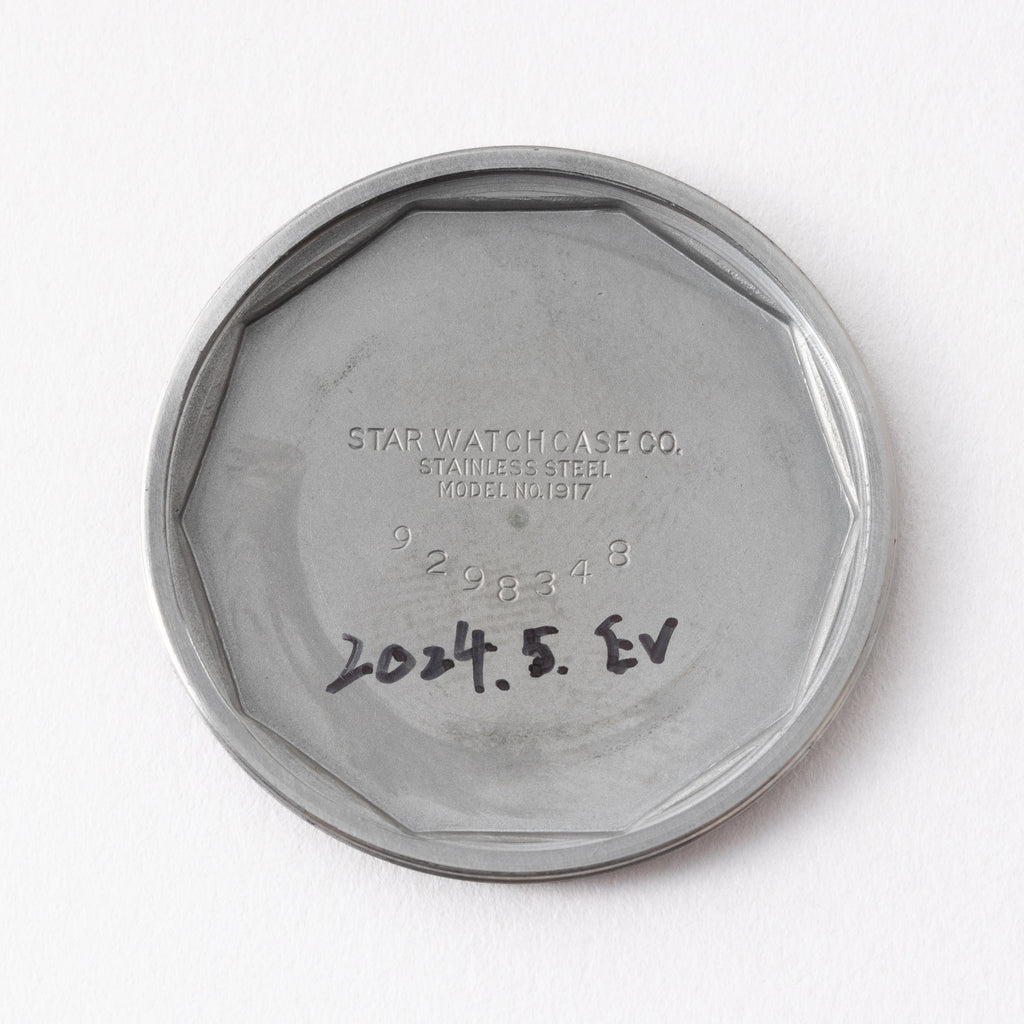 STAR WATCH CASE CO.
STAINLESS STEEL
MODEL NO. 1917
9298348
2024.5. EV